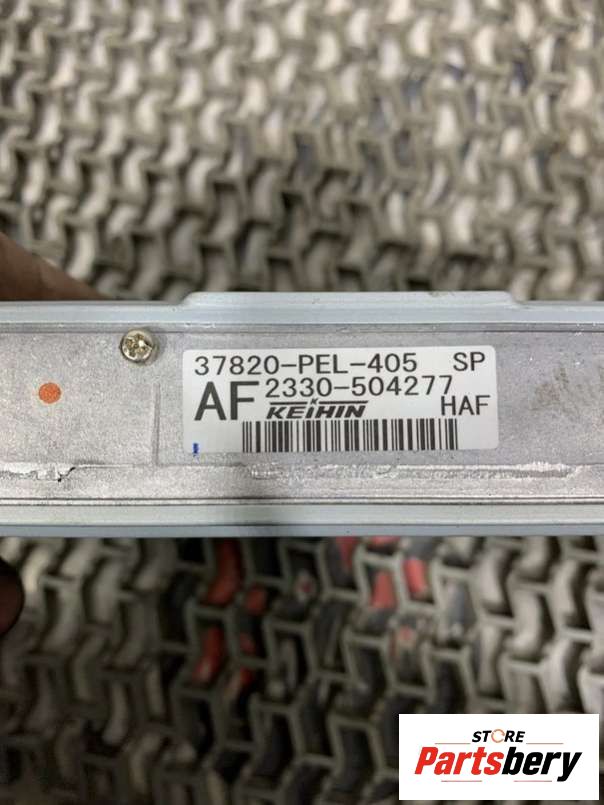 37820-PEL-405 SP
AF 2330-504277
KEIHIN HAF
STORE
Partsbery